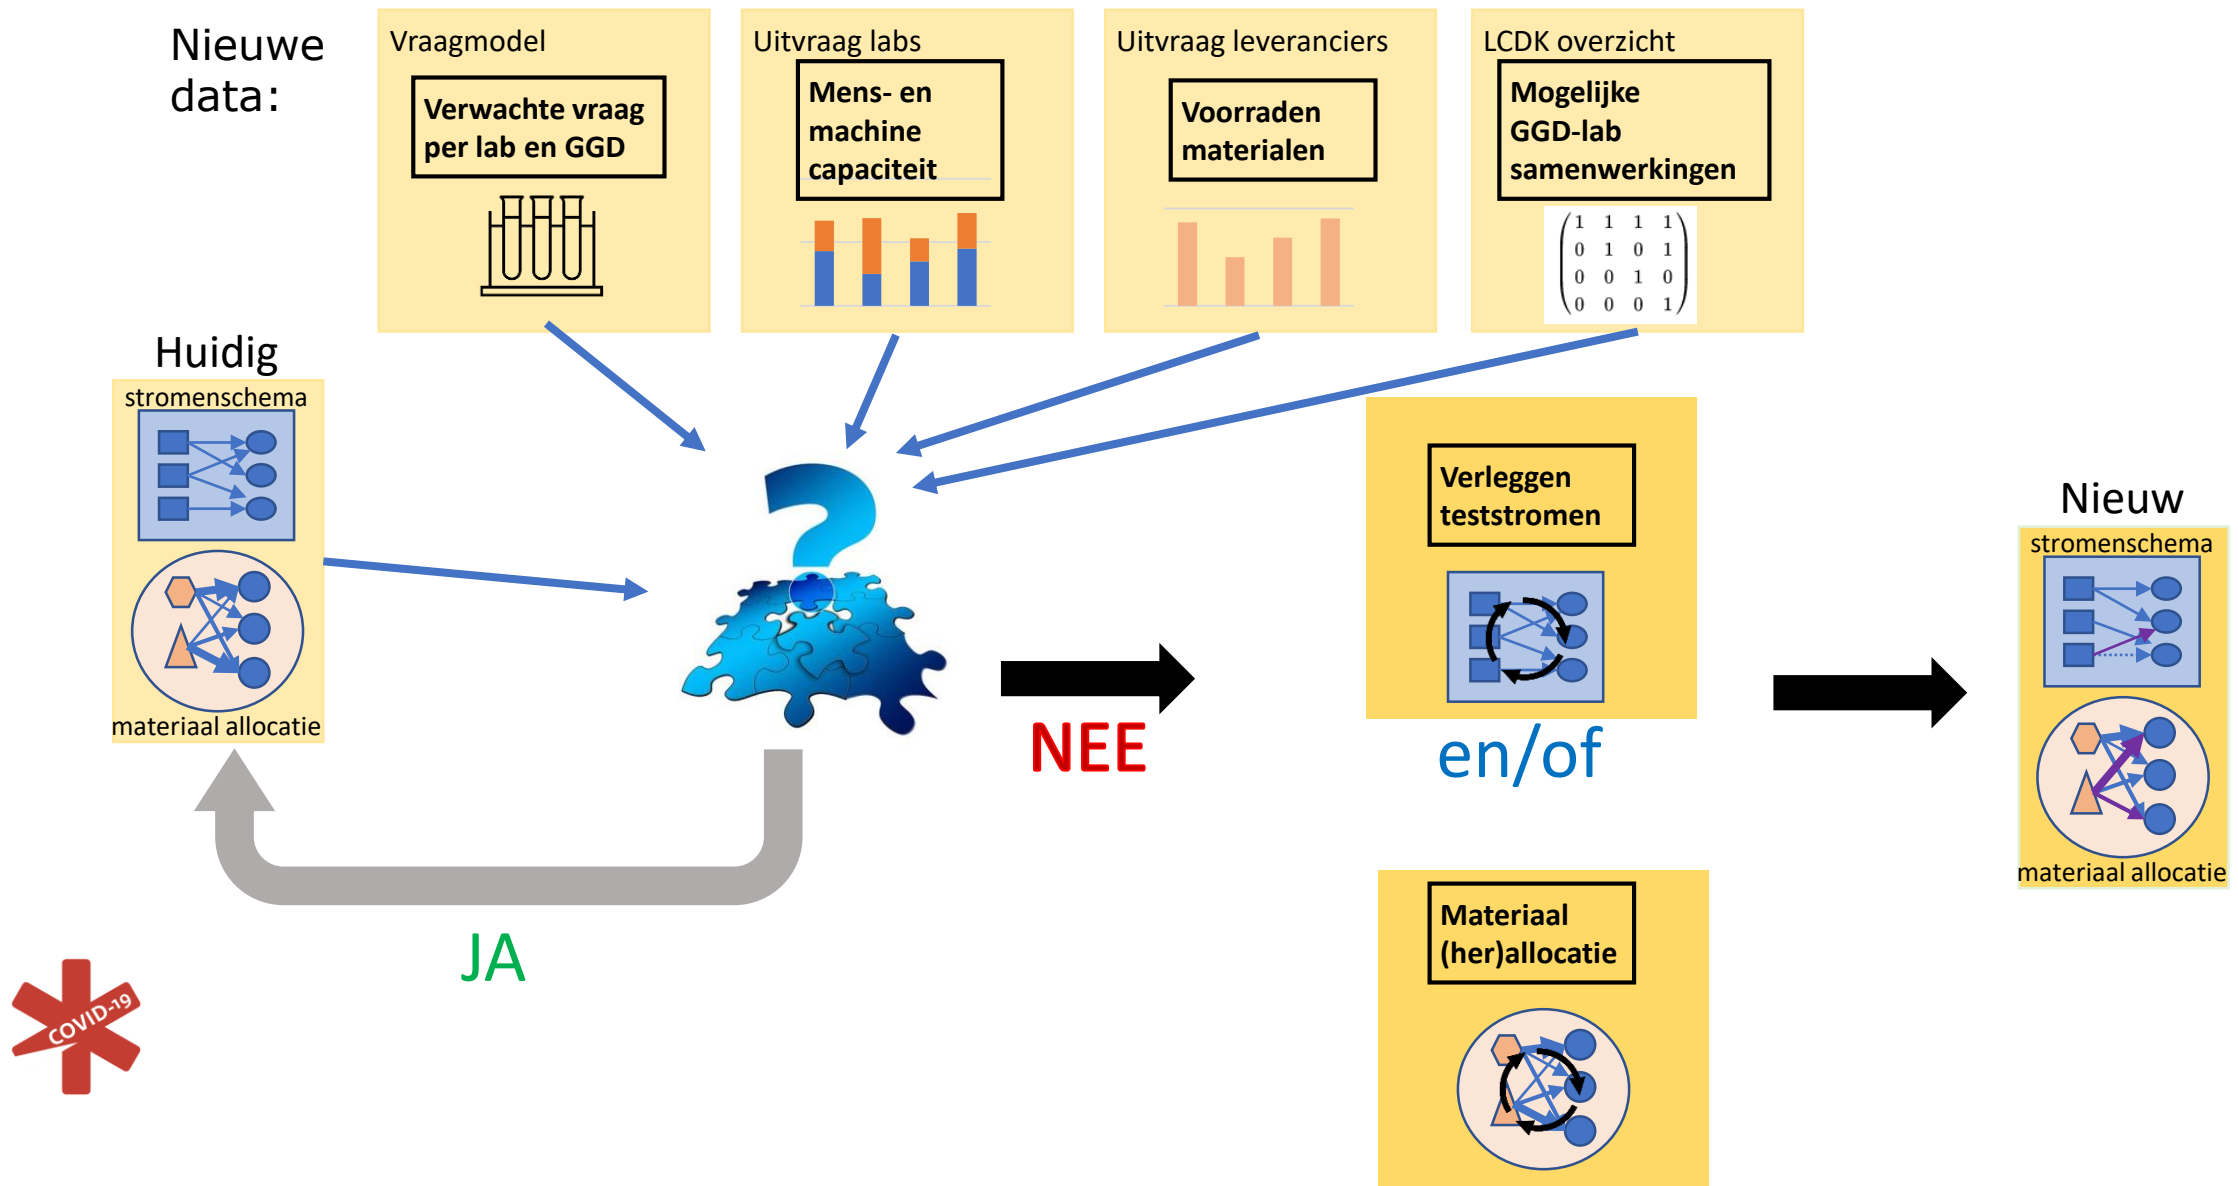 Nieuwe
data:
Vraagmodel
Verwachte vraag
per lab en GGD
Uitvraag labs
Mens- en
machine
capaciteit
Uitvraag leveranciers
Voorraden
materialen
LCDK overzicht
Mogelijke
GGD-lab
samenwerkingen
1 1 1 1
0 1 0 1
0 0 1 0
0 0 0 1
Huidig
stromenschema
materiaal allocatie
?
JA
NEE
Verleggen
teststromen
en/of
Materiaal
(her)allocatie
Nieuw
stromenschema
materiaal allocatie
COVID-19